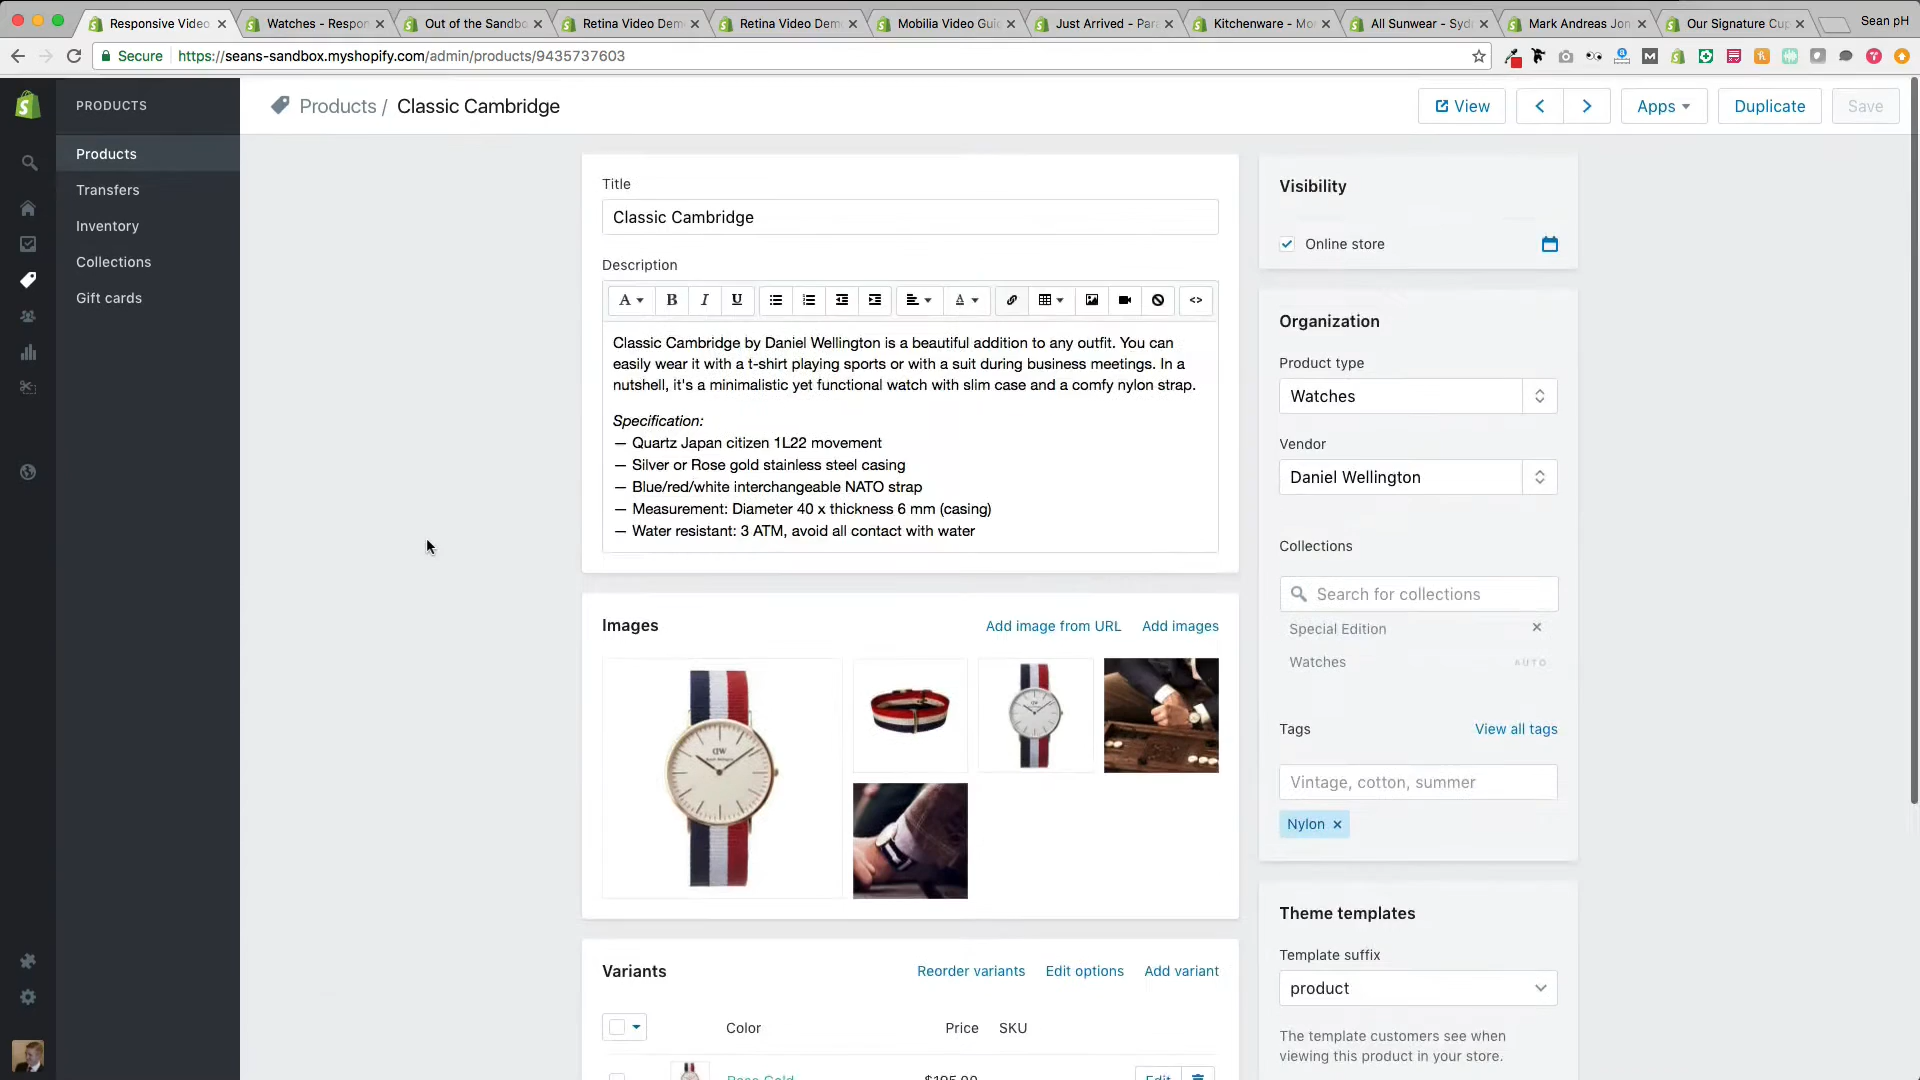 Responsive Video
Watches - Respon
Out of the Sandbo
Retina Video Dem
Retina Video Dem
Mobilia Video Gui
Just Arrived - Par
Kitchenware - Mo
All Sunwear - Syd
Mark Andreas Jon
Our Signature Cup
Sean pH
Secure
https://seans-sandbox.myshopify.com/admin/products/9435737603
PRODUCTS
Products
Transfers
Inventory
Collections
Gift cards
Products / Classic Cambridge
View
Apps
Duplicate
Save
Title
Classic Cambridge
Description
Classic Cambridge by Daniel Wellington is a beautiful addition to any outfit. You can
easily wear it with a t-shirt playing sports or with a suit during business meetings. In a
nutshell, it's a minimalistic yet functional watch with slim case and a comfy nylon strap.
Specification:
— Quartz Japan citizen 1L22 movement
— Silver or Rose gold stainless steel casing
— Blue/red/white interchangeable NATO strap
— Measurement: Diameter 40 x thickness 6 mm (casing)
— Water resistant: 3 ATM, avoid all contact with water
Images
Add image from URL
Add images
Variants
Reorder variants
Edit options
Add variant
Color
Price
SKU
Rose Gold
$195.00
Edit
Visibility
Online store
Organization
Product type
Watches
Vendor
Daniel Wellington
Collections
Search for collections
Special Edition
Watches
AUTO
Tags
View all tags
Vintage, cotton, summer
Nylon
Theme templates
Template suffix
product
The template customers see when
viewing this product in your store.